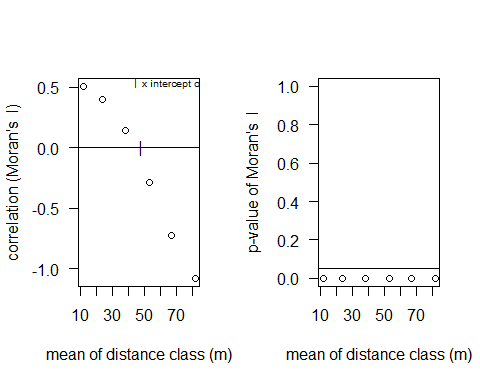 | x intercept o
0.5
0.0
-0.5
-1.0
correlation (Moran's I)
10 30 50 70
mean of distance class (m)
1.0
0.8
0.6
0.4
0.2
0.0
p-value of Moran's I
10 30 50 70
mean of distance class (m)